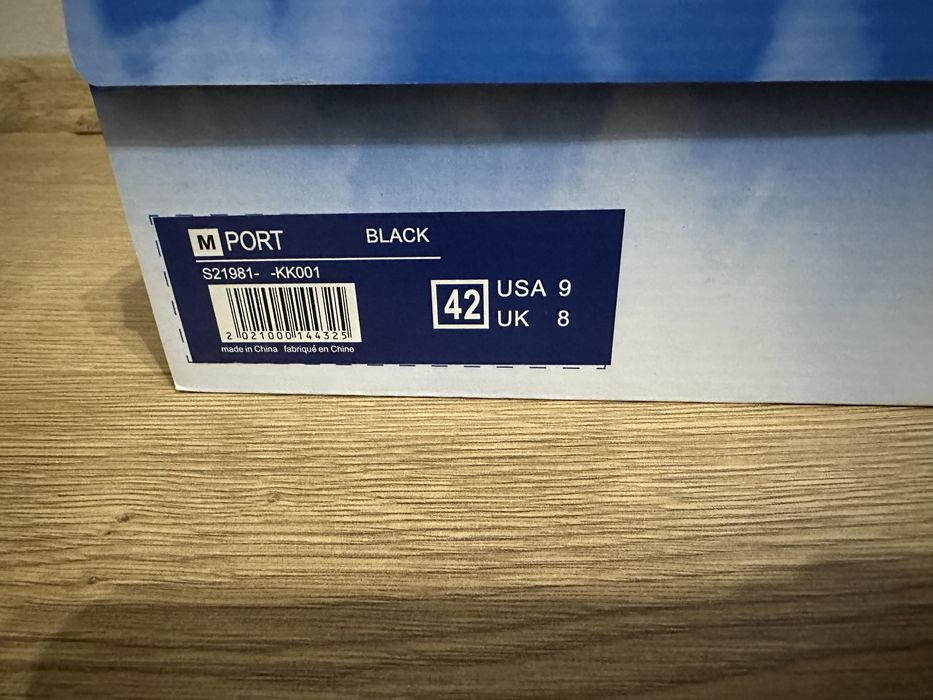 M PORT BLACK
S21981- -KK001
2 021000 144325
made in China fabriqué en Chine
42 USA 9
UK 8